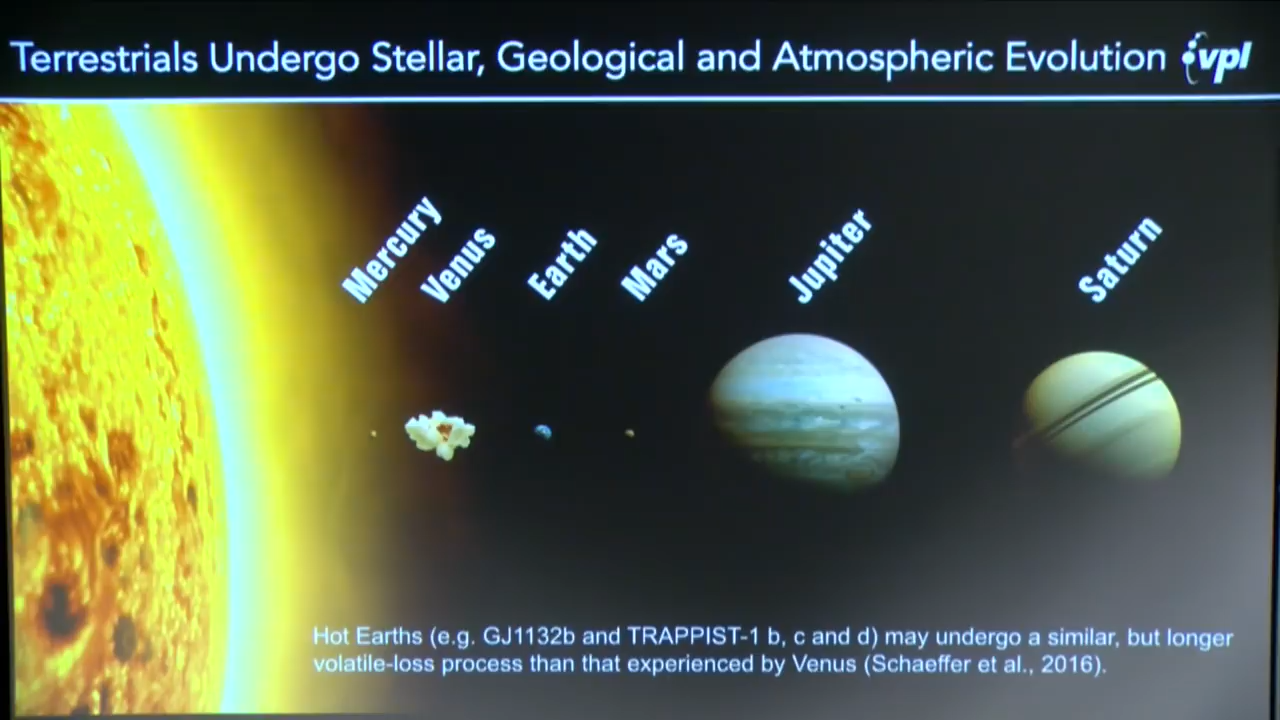 Terrestrials Undergo Stellar, Geological and Atmospheric Evolution
vpl
Mercury
Venus
Earth
Mars
Jupiter
Saturn
Hot Earths (e.g. GJ1132b and TRAPPIST-1 b, c and d) may undergo a similar, but longer
volatile-loss process than that experienced by Venus (Schaeffer et al., 2016).